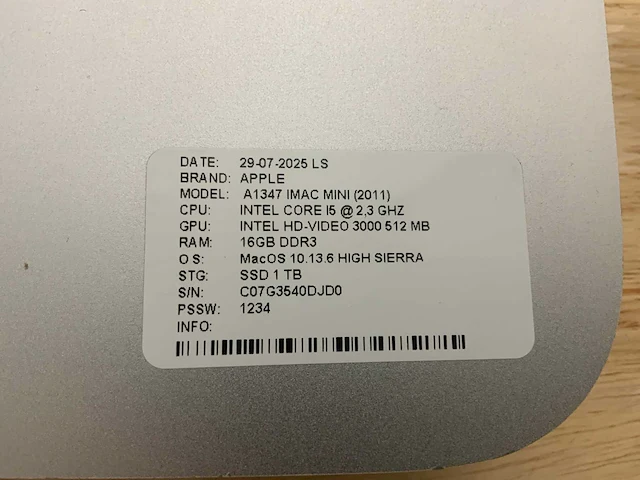 DATE: 29-07-2025 LS
BRAND: APPLE
MODEL: A1347 IMAC MINI (2011)
CPU: INTEL CORE I5 @ 2,3 GHZ
GPU: INTEL HD-VIDEO 3000 512 MB
RAM: 16GB DDR3
O S: MacOS 10.13.6 HIGH SIERRA
STG: SSD 1 TB
S/N: C07G3540DJD0
PSSW: 1234
INFO: